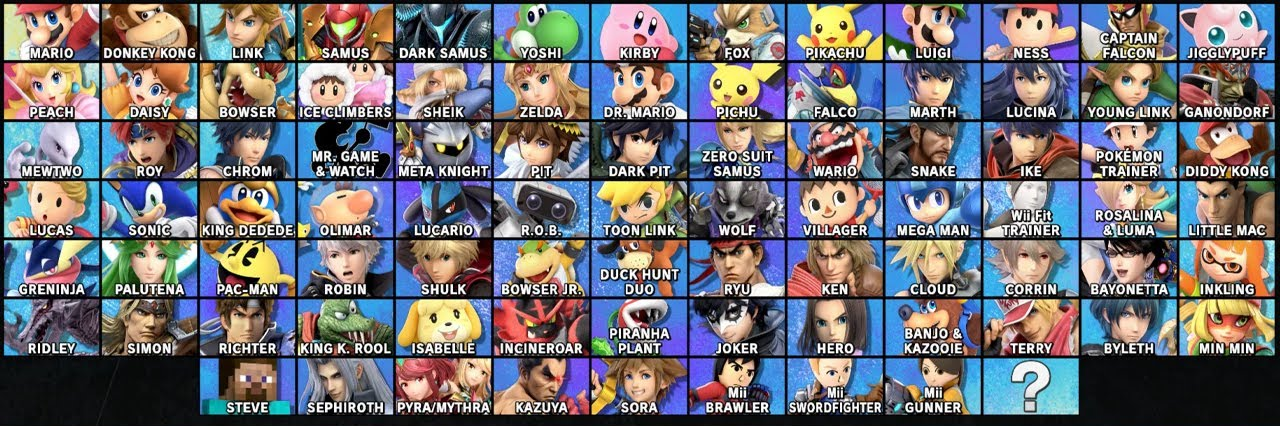 MARIO
DONKEY KONG
LINK
SAMUS
DARK SAMUS
YOSHI
KIRBY
FOX
PIKACHU
LUIGI
NESS
CAPTAIN
FALCON
JIGGLYPUFF
PEACH
DAISY
BOWSER
ICE CLIMBERS
SHEIK
ZELDA
DR. MARIO
PICHU
FALCO
MARTH
LUCINA
YOUNG LINK
GANONDORF
MEWTWO
ROY
CHROM
MR. GAME
& WATCH
META KNIGHT
PIT
DARK PIT
ZERO SUIT
SAMUS
WARIO
SNAKE
IKE
POKÉMON
TRAINER
DIDDY KONG
LUCAS
SONIC
KING DEDEDE
OLIMAR
LUCARIO
R.O.B.
TOON LINK
WOLF
VILLAGER
MEGA MAN
Wii Fit
TRAINER
ROSALINA
& LUMA
LITTLE MAC
GRENINJA
PALUTENA
PAC-MAN
ROBIN
SHULK
BOWSER JR.
DUCK HUNT
DUO
RYU
KEN
CLOUD
CORRIN
BAYONETTA
INKLING
RIDLEY
SIMON
RICHTER
KING K. ROOL
ISABELLE
INCINEROAR
PIRANHA
PLANT
JOKER
HERO
BANJO &
KAZOOIE
TERRY
BYLETH
MIN MIN
STEVE
SEPHIROTH
PYRA/MYTHRA
KAZUYA
SORA
Mii
BRAWLER
Mii
SWORDFIGHTER
Mii
GUNNER
?